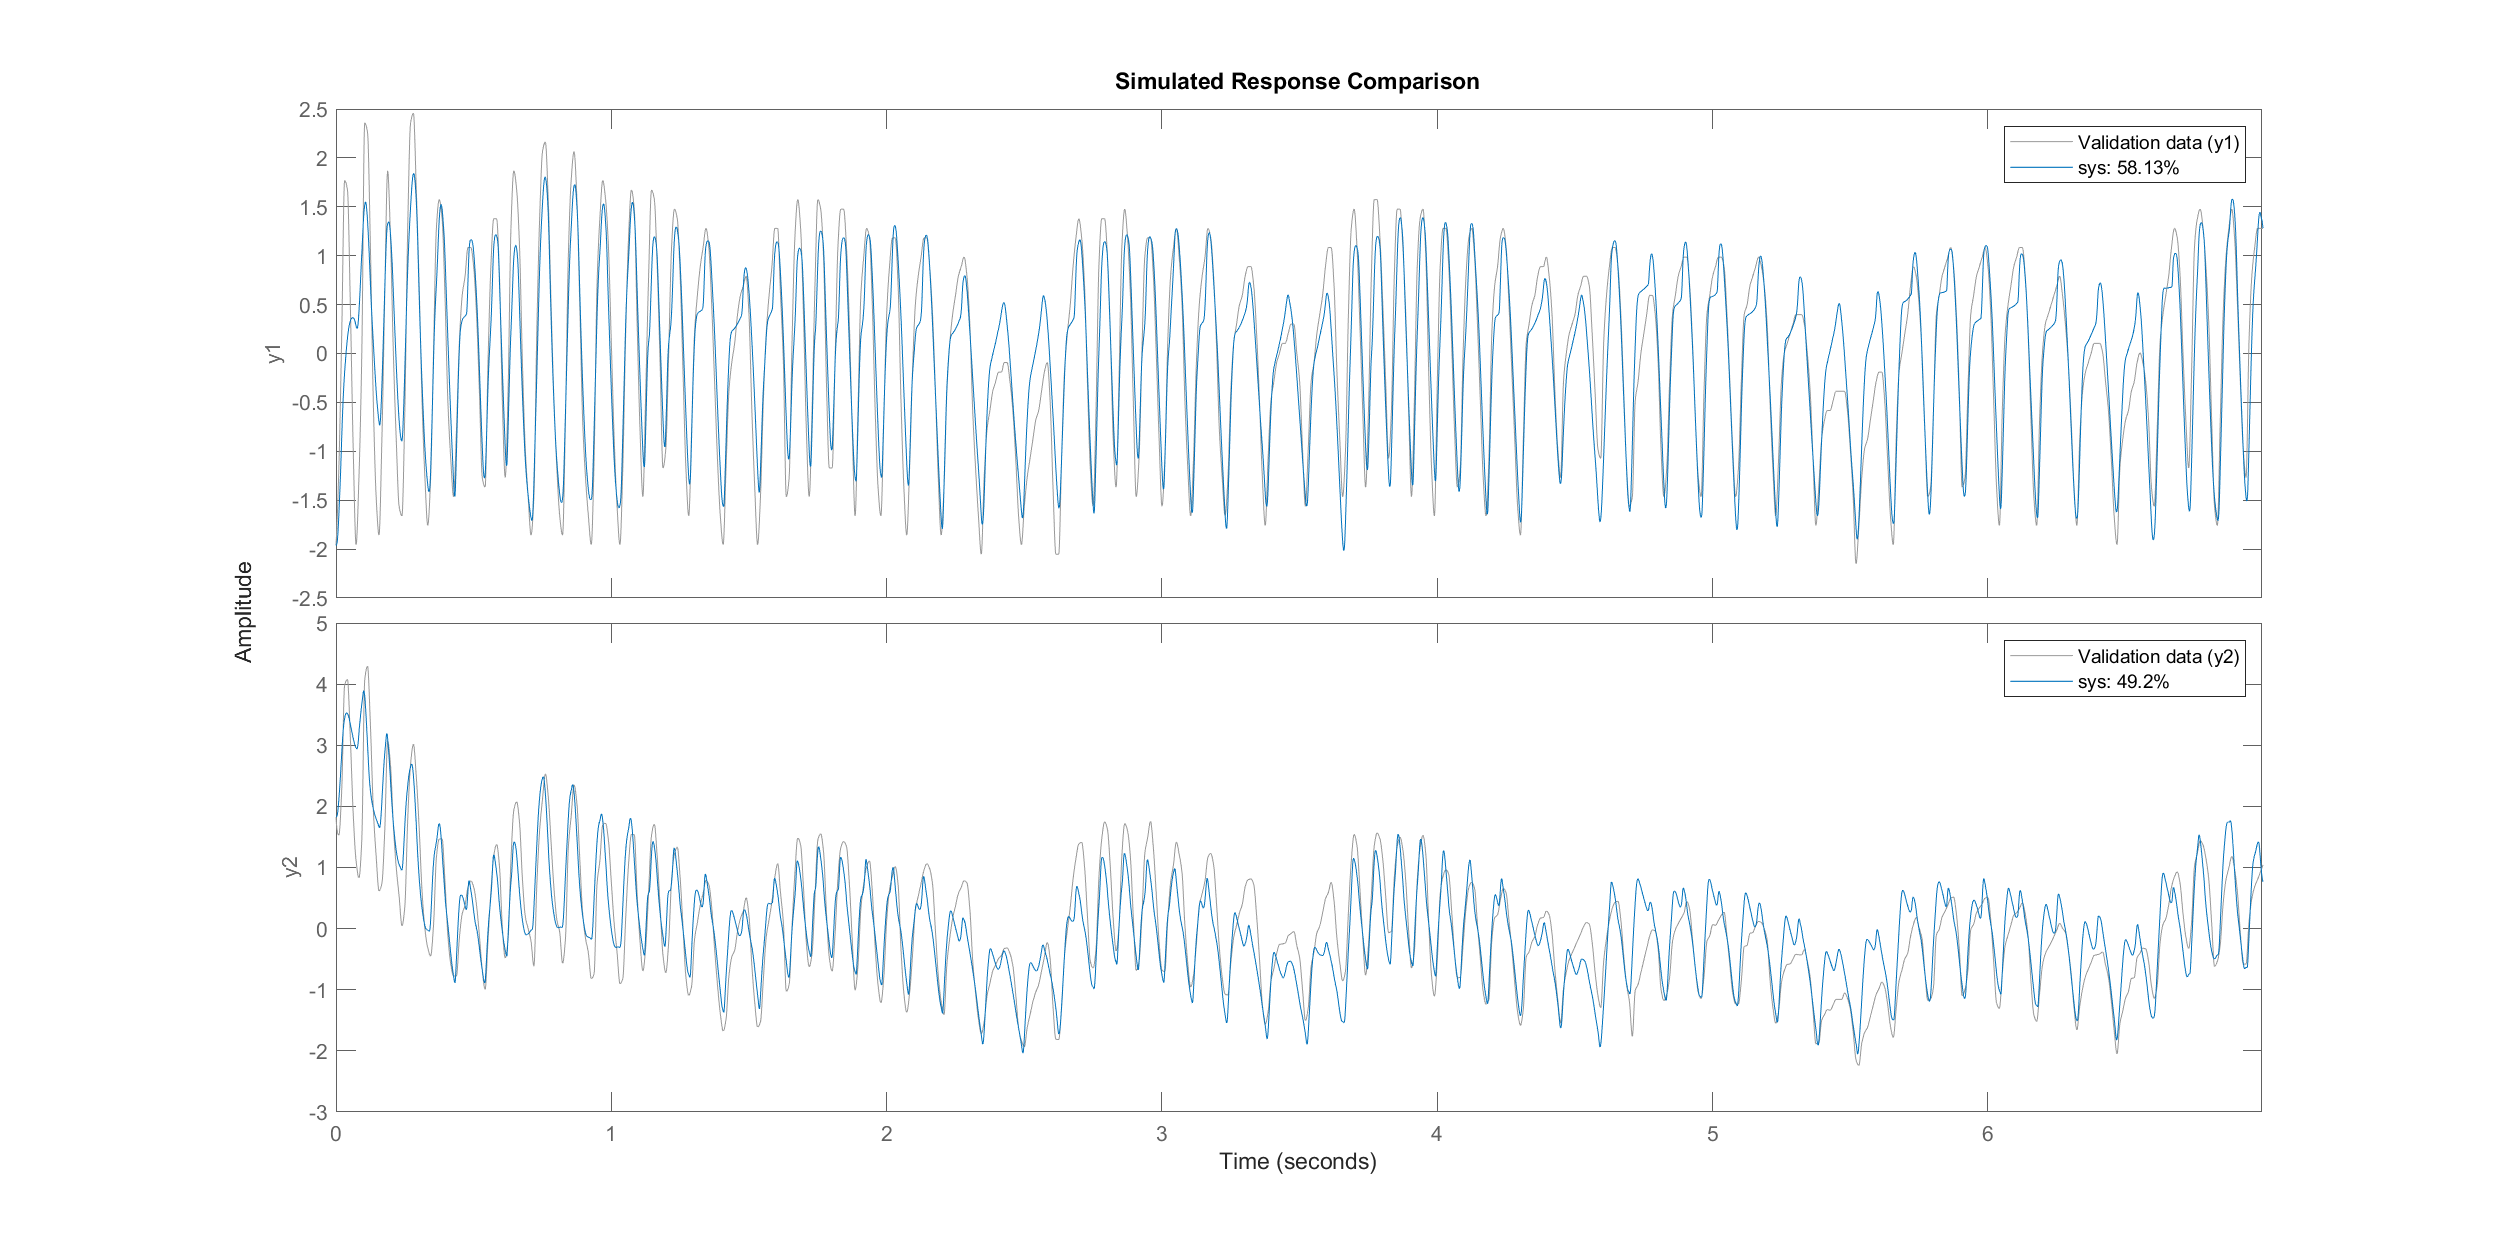 Simulated Response Comparison
2.5
2
1.5
1
0.5
0
-0.5
-1
-1.5
-2
-2.5
y1
Validation data (y1)
sys: 58.13%
Amplitude
5
4
3
2
1
0
-1
-2
-3
y2
Validation data (y2)
sys: 49.2%
0 1 2 3 4 5 6
Time (seconds)